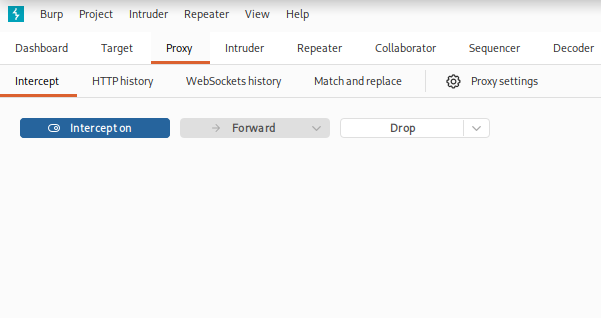 Burp Project Intruder Repeater View Help
Dashboard Target Proxy Intruder Repeater Collaborator Sequencer Decoder
Intercept HTTP history WebSockets history Match and replace Proxy settings
Intercept on Forward Drop